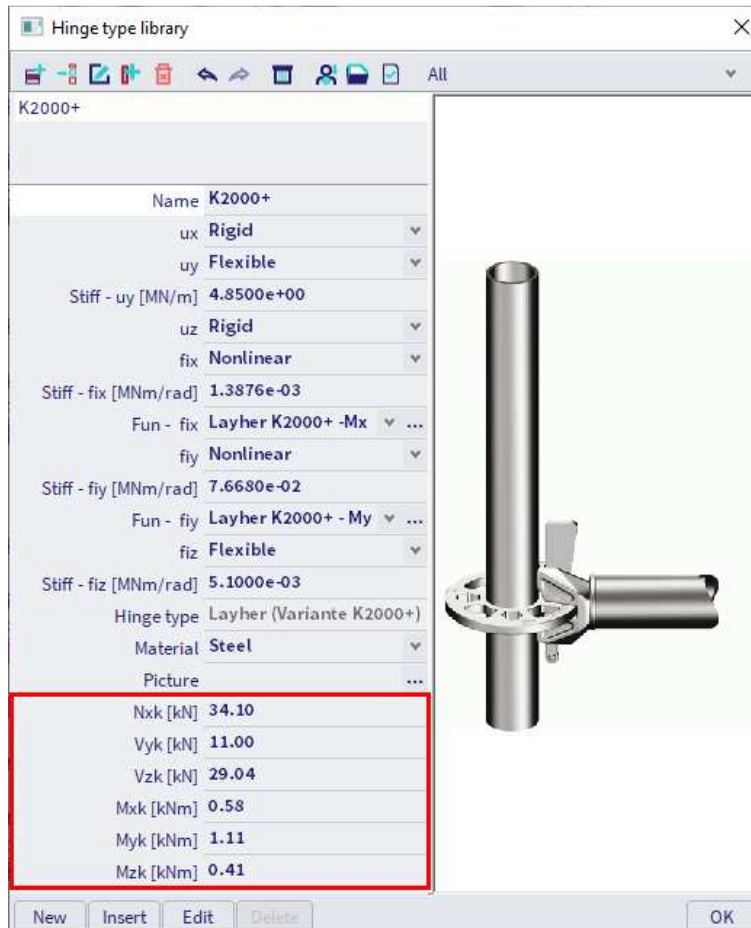 Hinge type library
All
K2000+
Name K2000+
ux Rigid
uy Flexible
Stiff - uy [MN/m] 4.8500e+00
uz Rigid
fix Nonlinear
Stiff - fix [MNm/rad] 1.3876e-03
Fun - fix Layher K2000+ -Mx ...
fiy Nonlinear
Stiff - fiy [MNm/rad] 7.6680e-02
Fun - fiy Layher K2000+ - My ...
fiz Flexible
Stiff - fiz [MNm/rad] 5.1000e-03
Hinge type Layher (Variante K2000+)
Material Steel
Picture ...
Nxk [kN] 34.10
Vyk [kN] 11.00
Vzk [kN] 29.04
Mxk [kNm] 0.58
Myk [kNm] 1.11
Mzk [kNm] 0.41
New Insert Edit Delete OK